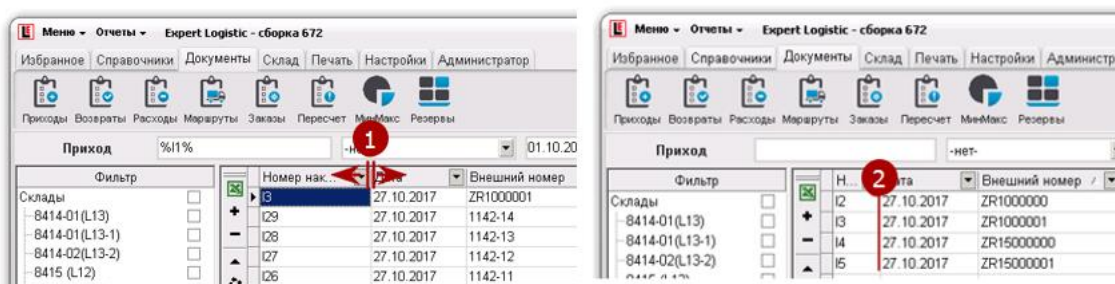 Меню Отчеты Expert Logistic - сборка 672
Избранное Справочники Документы Склад Печать Настройки Администратор
Приходы Возвраты Расходы Маршруты Заказы Пересчет МинМакс Резервы
1
Приход %I1% 01.10.20
Фильтр Номер нак... Дата Внешний номер
Склады I3 27.10.2017 ZR1000001
8414-01(L13) I29 27.10.2017 1142-14
8414-01(L13-1) I28 27.10.2017 1142-13
8414-02(L13-2) I27 27.10.2017 1142-12
8415 (L12) I26 27.10.2017 1142-11
Меню Отчеты Expert Logistic - сборка 672
Избранное Справочники Документы Склад Печать Настройки Админист
Приходы Возвраты Расходы Маршруты Заказы Пересчет МинМакс Резервы
Приход -нет-
Фильтр Н... 2 ата Внешний номер
Склады I2 27.10.2017 ZR1000000
8414-01(L13) I3 27.10.2017 ZR1000001
8414-01(L13-1) I4 27.10.2017 ZR15000000
8414-02(L13-2) I5 27.10.2017 ZR15000001